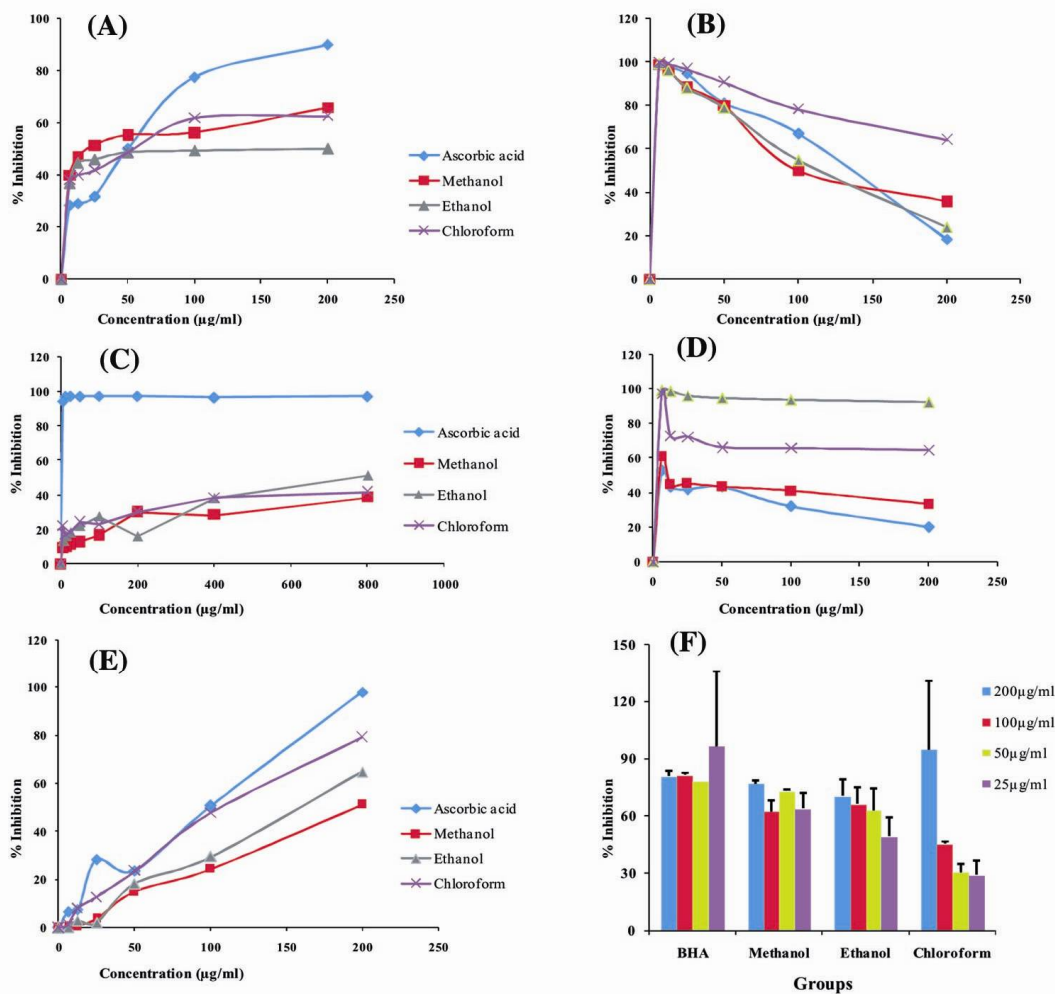 (A)
100
80
60
40
20
0
% Inhibition
0 50 100 150 200 250
Concentration (µg/ml)
Ascorbic acid
Methanol
Ethanol
Chloroform
(B)
120
100
80
60
40
20
0
% Inhibition
0 50 100 150 200 250
Concentration (µg/ml)
(C)
120
100
80
60
40
20
0
% Inhibition
0 200 400 600 800 1000
Concentration (µg/ml)
Ascorbic acid
Methanol
Ethanol
Chloroform
(D)
120
100
80
60
40
20
0
% Inhibition
0 50 100 150 200 250
Concentration (µg/ml)
(E)
120
100
80
60
40
20
0
% Inhibition
0 50 100 150 200 250
Concentration (µg/ml)
Ascorbic acid
Methanol
Ethanol
Chloroform
(F)
150
120
90
60
30
0
% Inhibition
BHA Methanol Ethanol Chloroform
Groups
200µg/ml
100µg/ml
50µg/ml
25µg/ml